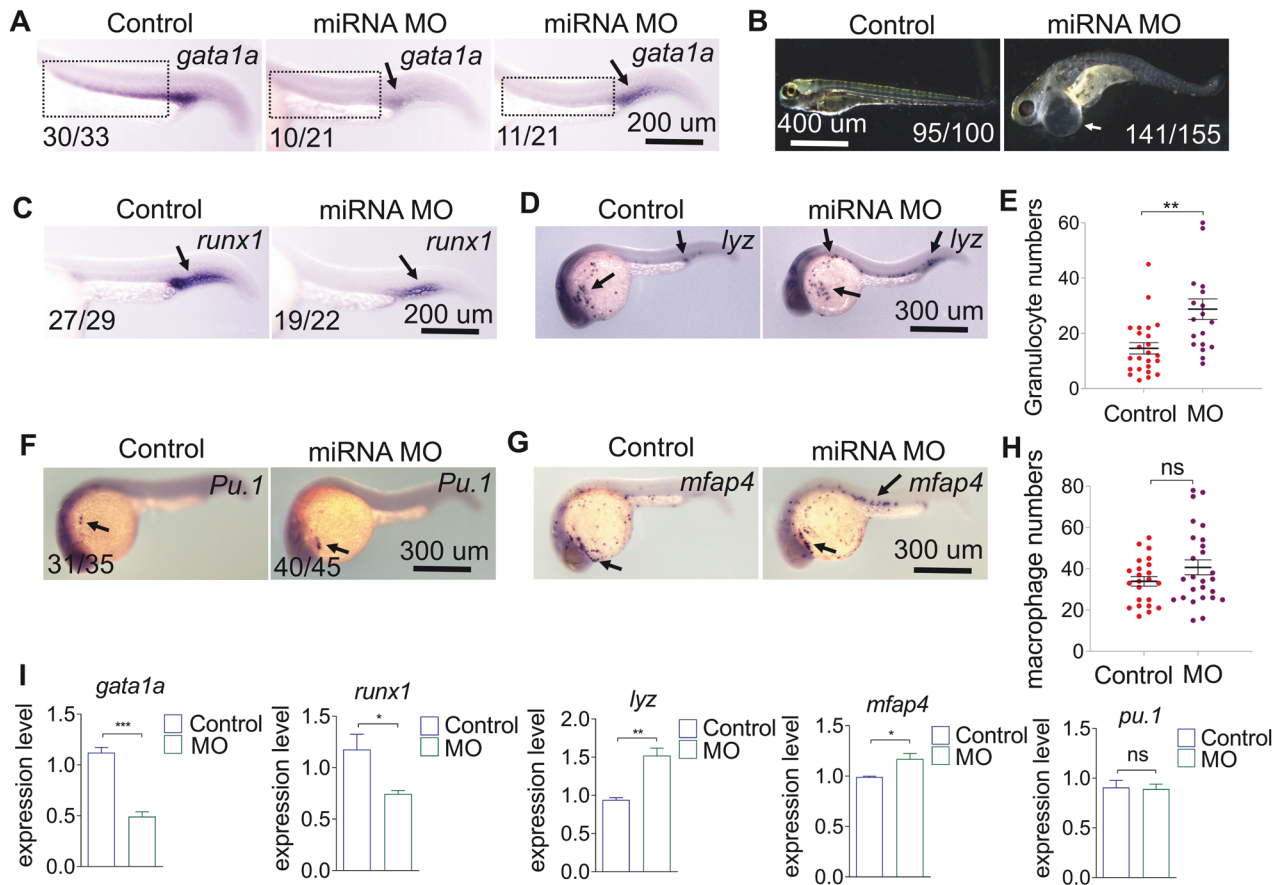 A
Control
miRNA MO
miRNA MO
gata1a
gata1a
gata1a
30/33
10/21
11/21
200 um
B
Control
miRNA MO
400 um
95/100
141/155
C
Control
miRNA MO
runx1
runx1
27/29
19/22
200 um
D
Control
miRNA MO
lyz
lyz
300 um
E
Granulocyte numbers
60
40
20
0
**
Control
MO
F
Control
miRNA MO
Pu.1
Pu.1
31/35
40/45
300 um
G
Control
miRNA MO
mfap4
mfap4
300 um
H
macrophage numbers
80
60
40
20
0
ns
Control
MO
I
gata1a
expression level
1.5
1.0
0.5
0.0
***
Control
MO
runx1
expression level
1.5
1.0
0.5
0.0
*
Control
MO
lyz
expression level
2.0
1.5
1.0
0.5
0.0
**
Control
MO
mfap4
expression level
1.5
1.0
0.5
0.0
*
Control
MO
pu.1
expression level
1.5
1.0
0.5
0.0
ns
Control
MO